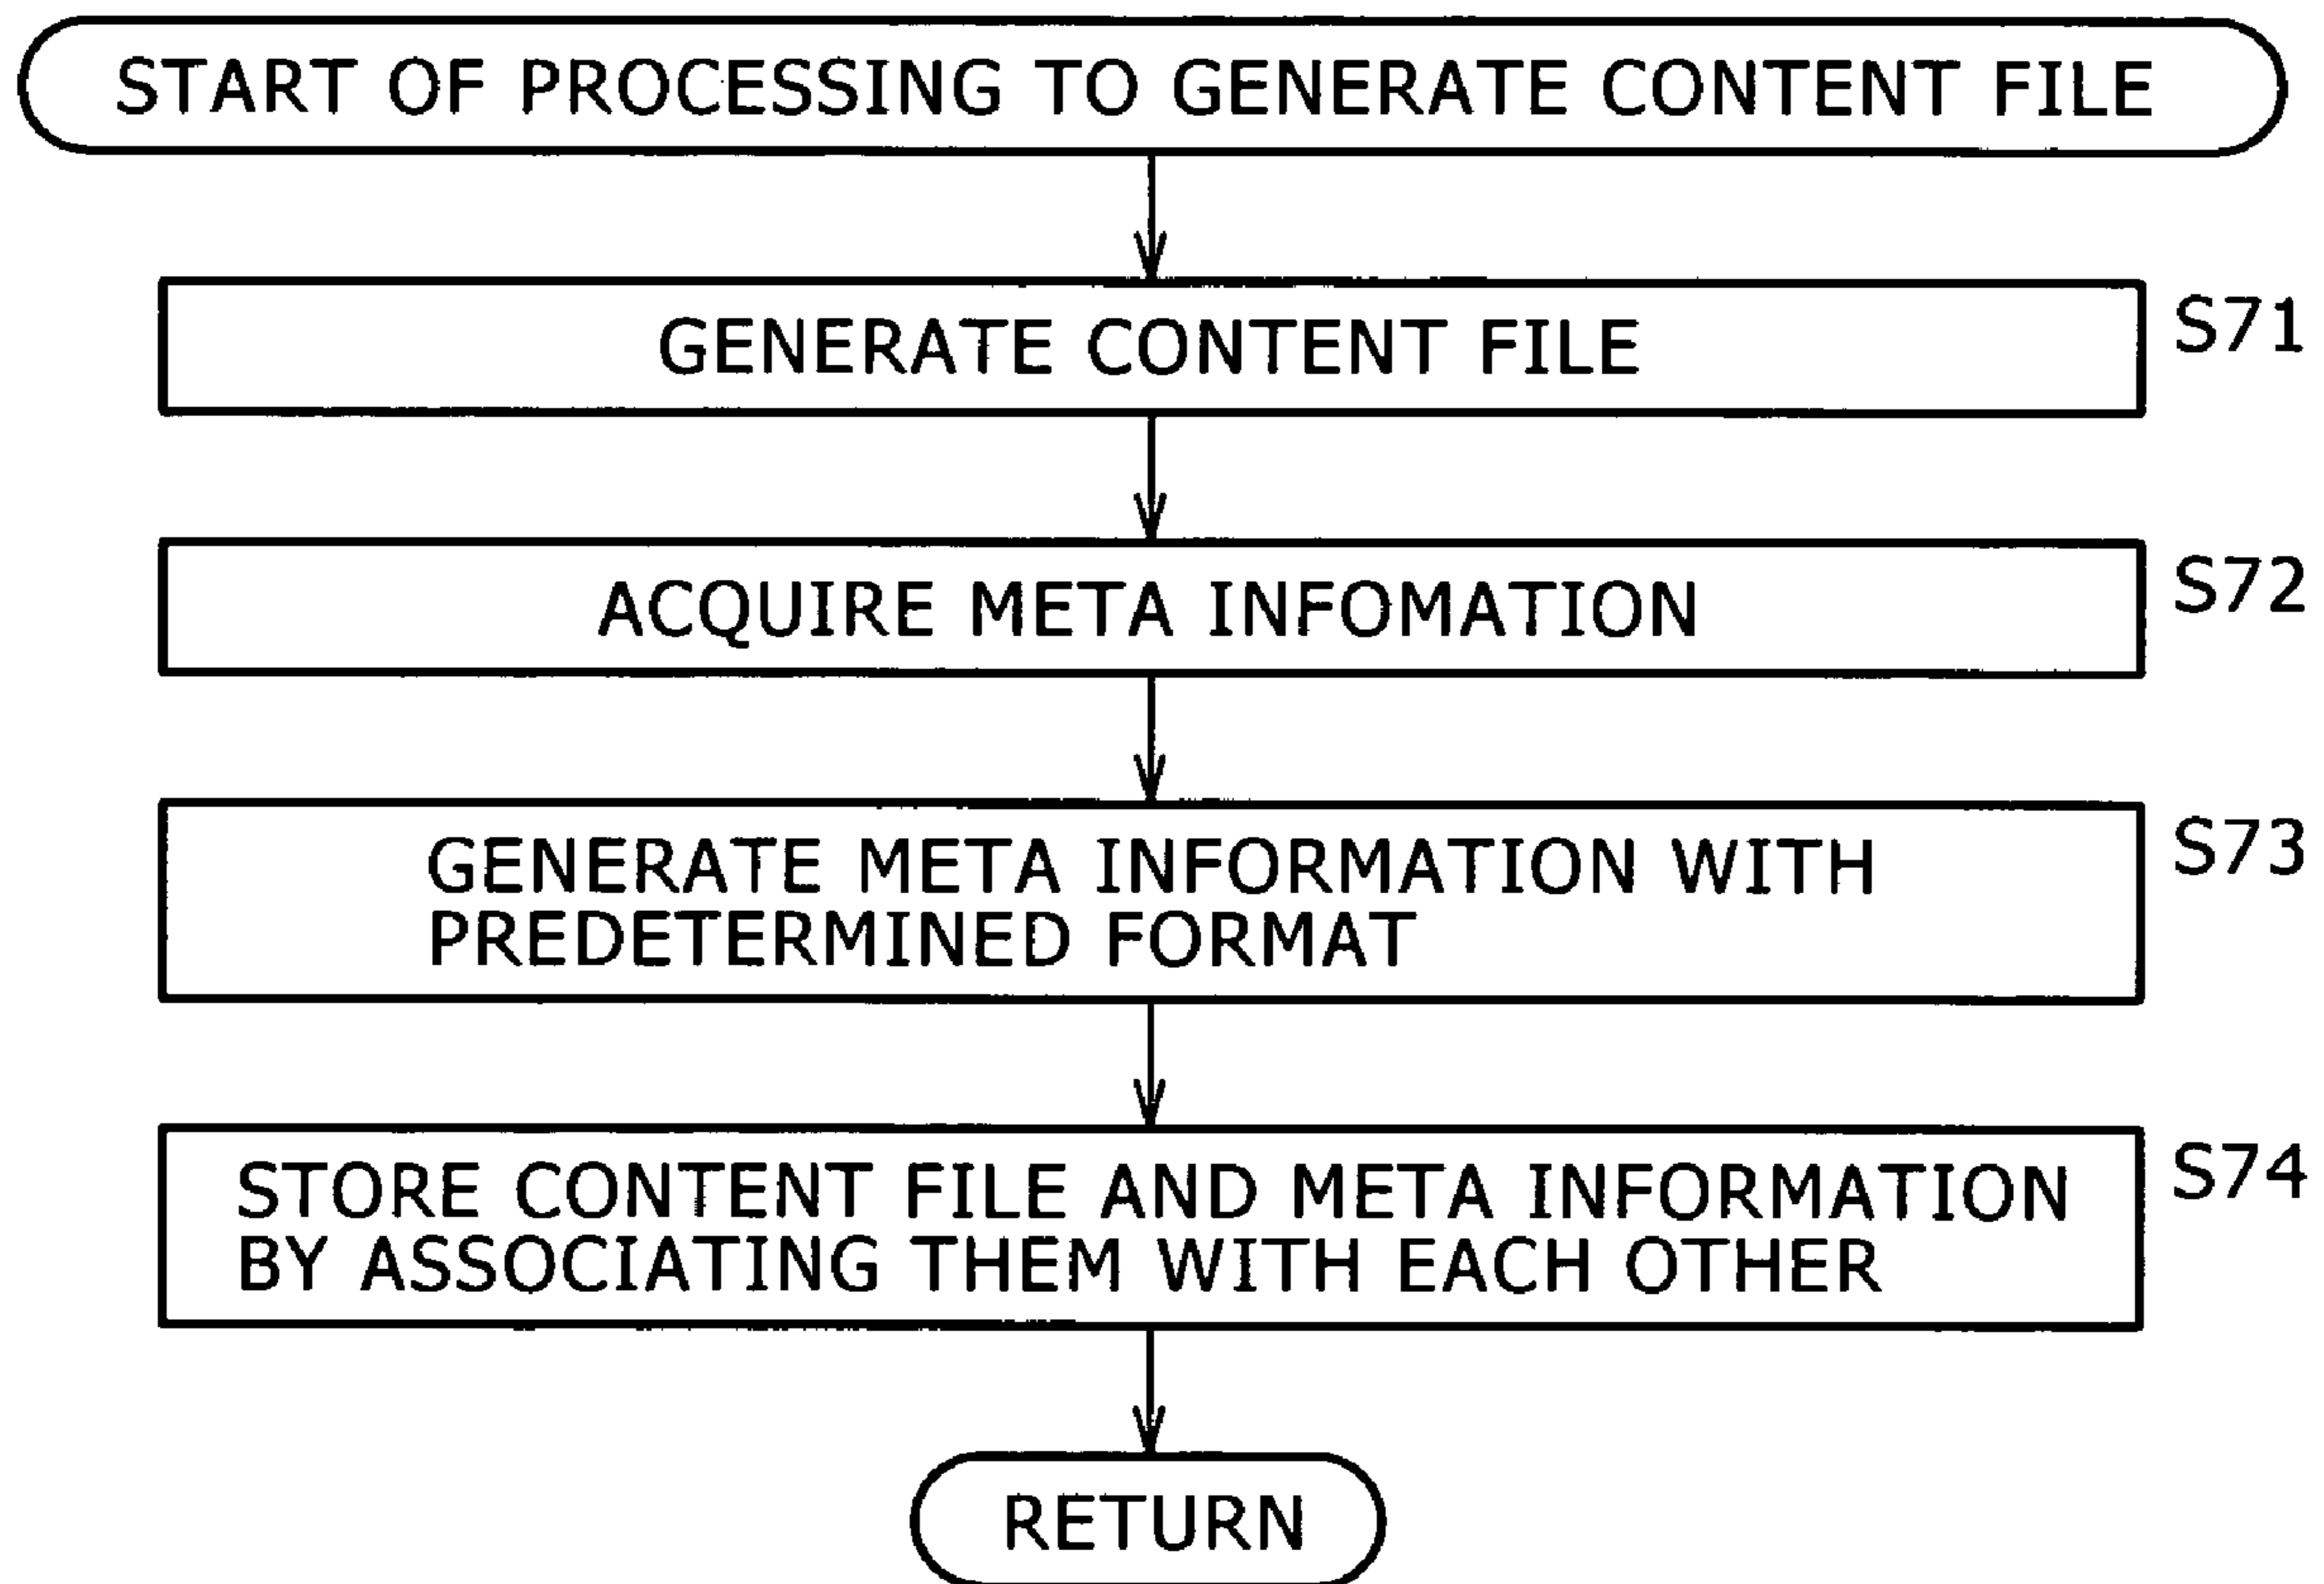 START OF PROCESSING TO GENERATE CONTENT FILE
GENERATE CONTENT FILE
S71
ACQUIRE META INFOMATION
S72
GENERATE META INFORMATION WITH
PREDETERMINED FORMAT
S73
STORE CONTENT FILE AND META INFORMATION
BY ASSOCIATING THEM WITH EACH OTHER
S74
RETURN